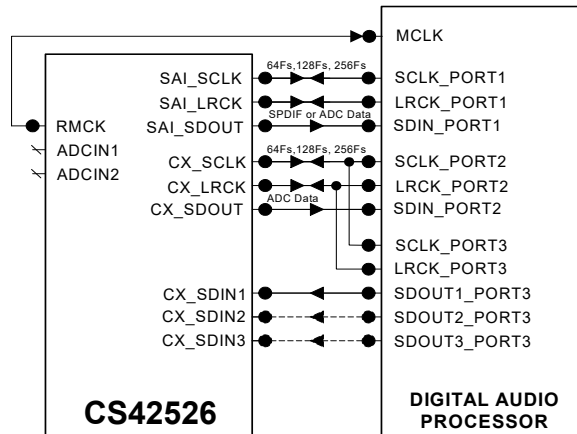 MCLK
64Fs,128Fs, 256Fs
SAI_SCLK SCLK_PORT1
SAI_LRCK LRCK_PORT1
SPDIF or ADC Data
RMCK SAI_SDOUT SDIN_PORT1
ADCIN1
64Fs,128Fs, 256Fs
CX_SCLK SCLK_PORT2
ADCIN2
CX_LRCK LRCK_PORT2
ADC Data
CX_SDOUT SDIN_PORT2
SCLK_PORT3
LRCK_PORT3
CX_SDIN1 SDOUT1_PORT3
CX_SDIN2 SDOUT2_PORT3
CX_SDIN3 SDOUT3_PORT3
CS42526
DIGITAL AUDIO
PROCESSOR